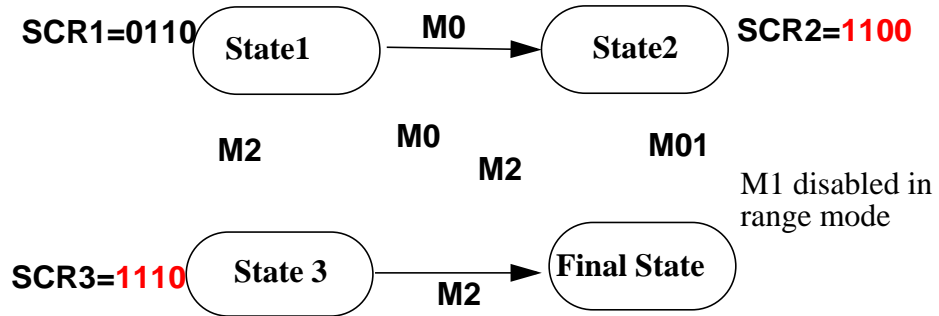 SCR1=0110
State1
M0
State2
SCR2=1100
M2
M0
M2
M01
M1 disabled in
range mode
SCR3=1110
State 3
M2
Final State